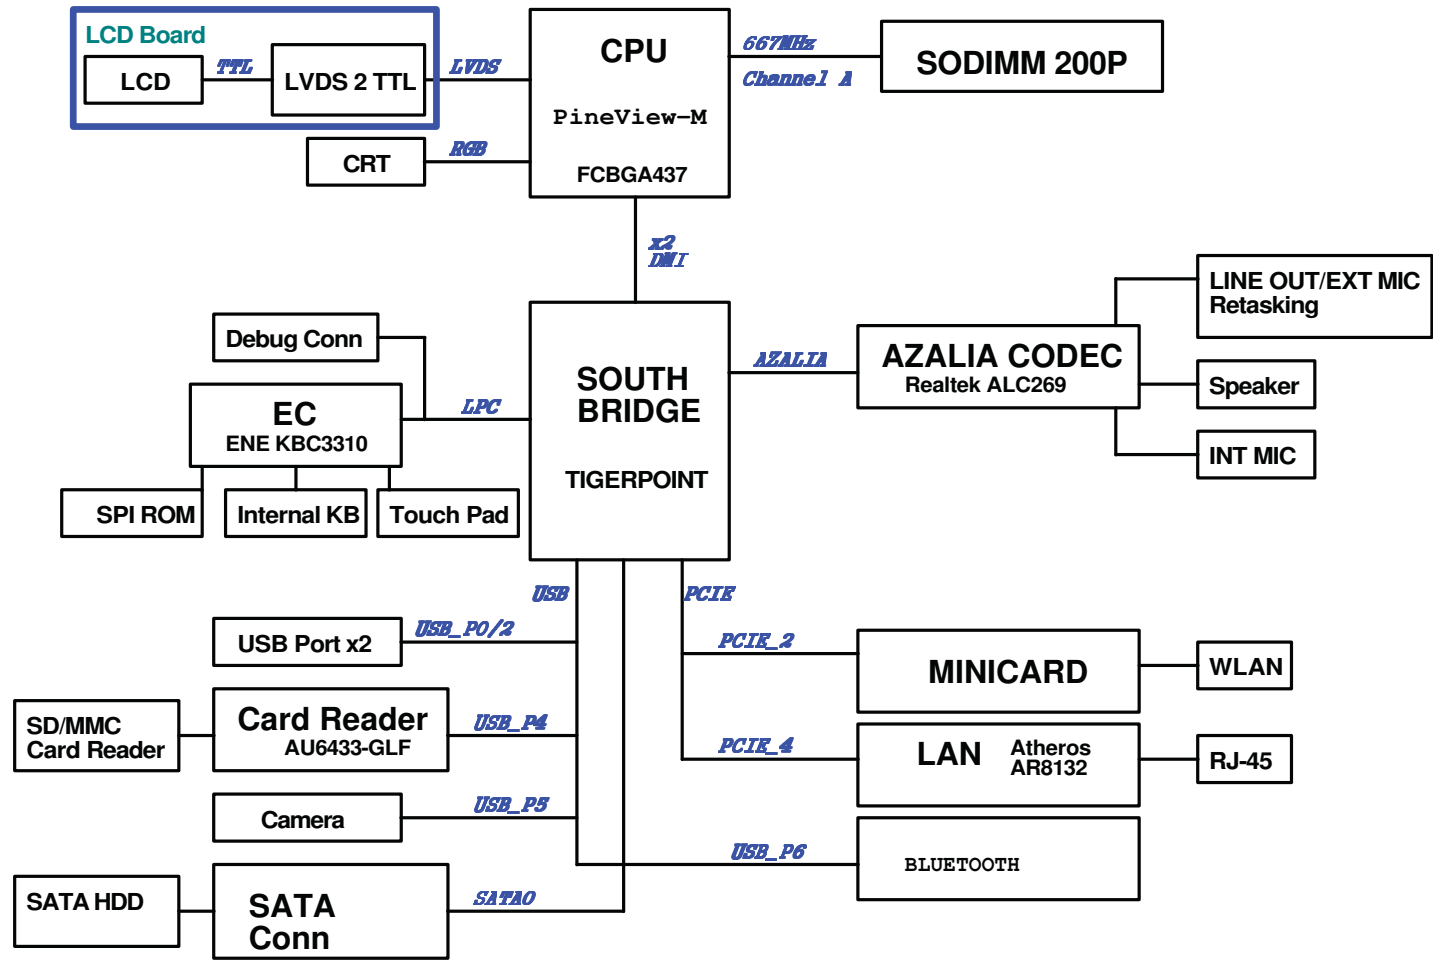 LCD Board
LCD
TTL
LVDS 2 TTL
LVDS
CPU
PineView-M
FCBGA437
667MHz
Channel A
SODIMM 200P
CRT
RGB
x2
DMI
Debug Conn
EC
ENE KBC3310
LPC
SPI ROM
Internal KB
Touch Pad
SOUTH
BRIDGE
TIGERPOINT
AZALIA
AZALIA CODEC
Realtek ALC269
LINE OUT/EXT MIC
Retasking
Speaker
INT MIC
USB
PCIE
USB Port x2
USB_P0/2
PCIE_2
MINICARD
WLAN
SD/MMC
Card Reader
Card Reader
AU6433-GLF
USB_P4
PCIE_4
LAN
Atheros
AR8132
RJ-45
Camera
USB_P5
USB_P6
BLUETOOTH
SATA HDD
SATA
Conn
SATA0